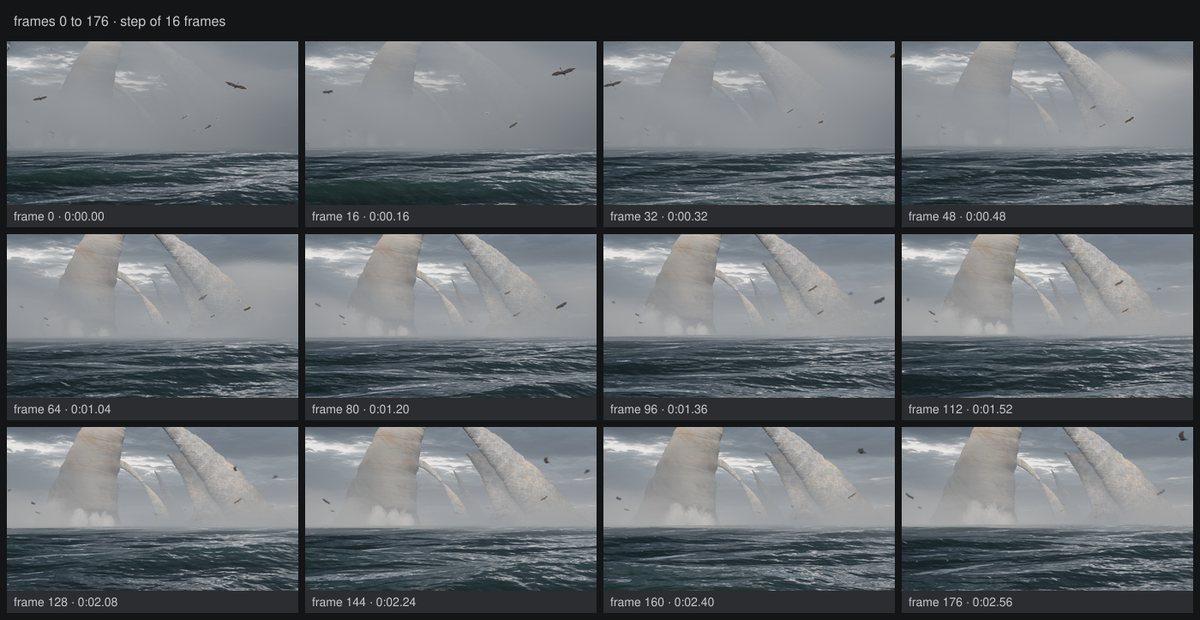 frames 0 to 176 · step of 16 frames
frame 0 · 0:00.00
frame 16 · 0:00.16
frame 32 · 0:00.32
frame 48 · 0:00.48
frame 64 · 0:01.04
frame 80 · 0:01.20
frame 96 · 0:01.36
frame 112 · 0:01.52
frame 128 · 0:02.08
frame 144 · 0:02.24
frame 160 · 0:02.40
frame 176 · 0:02.56